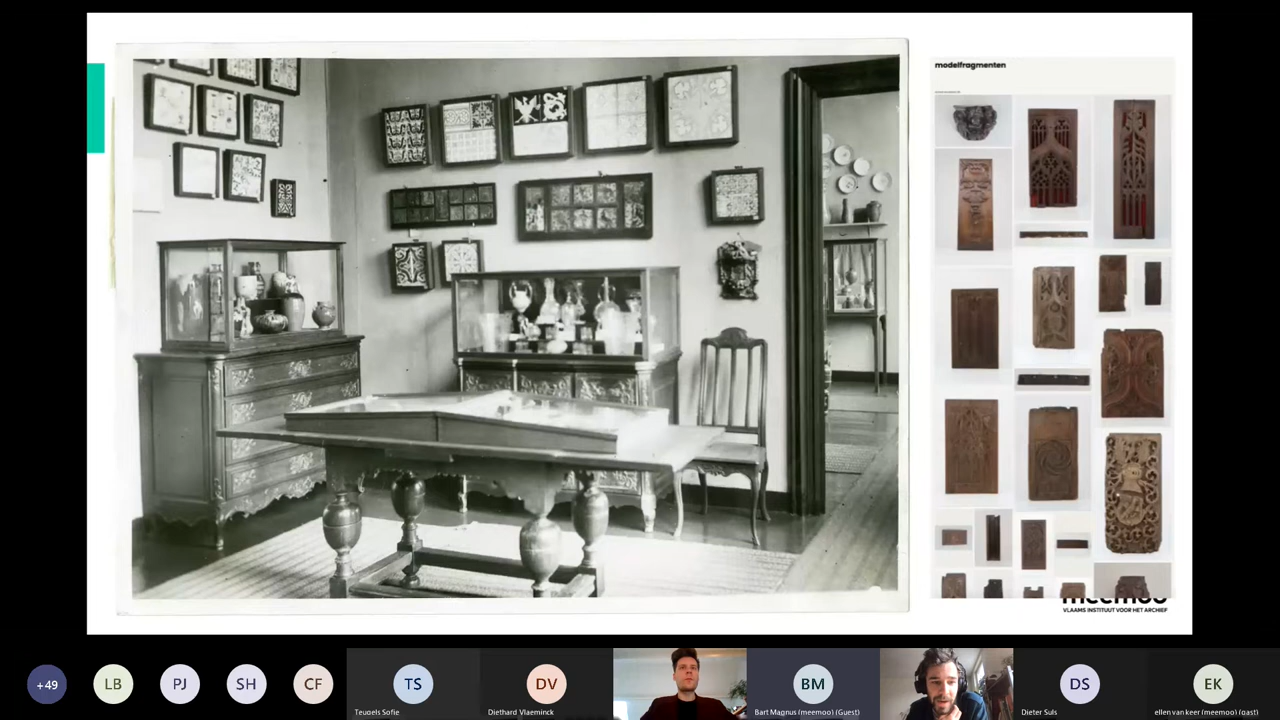 modelfragmenten
meemoo
VLAAMS INSTITUUT VOOR HET ARCHIEF
+49
LB
PJ
SH
CF
TS
DV
BM
DS
EK
Teugels Sofie
Diethard Vlaeminck
Bart Magnus (meemoo) (Guest)
Dieter Suls
ellen van keer (meemoo) (gast)